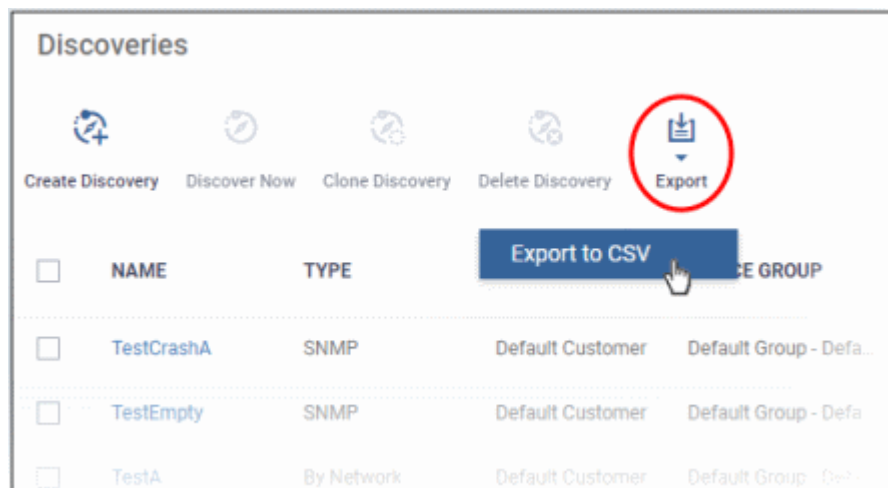 Discoveries
Create Discovery Discover Now Clone Discovery Delete Discovery Export
Export to CSV
NAME TYPE CE GROUP
TestCrashA SNMP Default Customer Default Group - Defa...
TestEmpty SNMP Default Customer Default Group - Defa
TestA By Network Default Customer Default Group - Defa